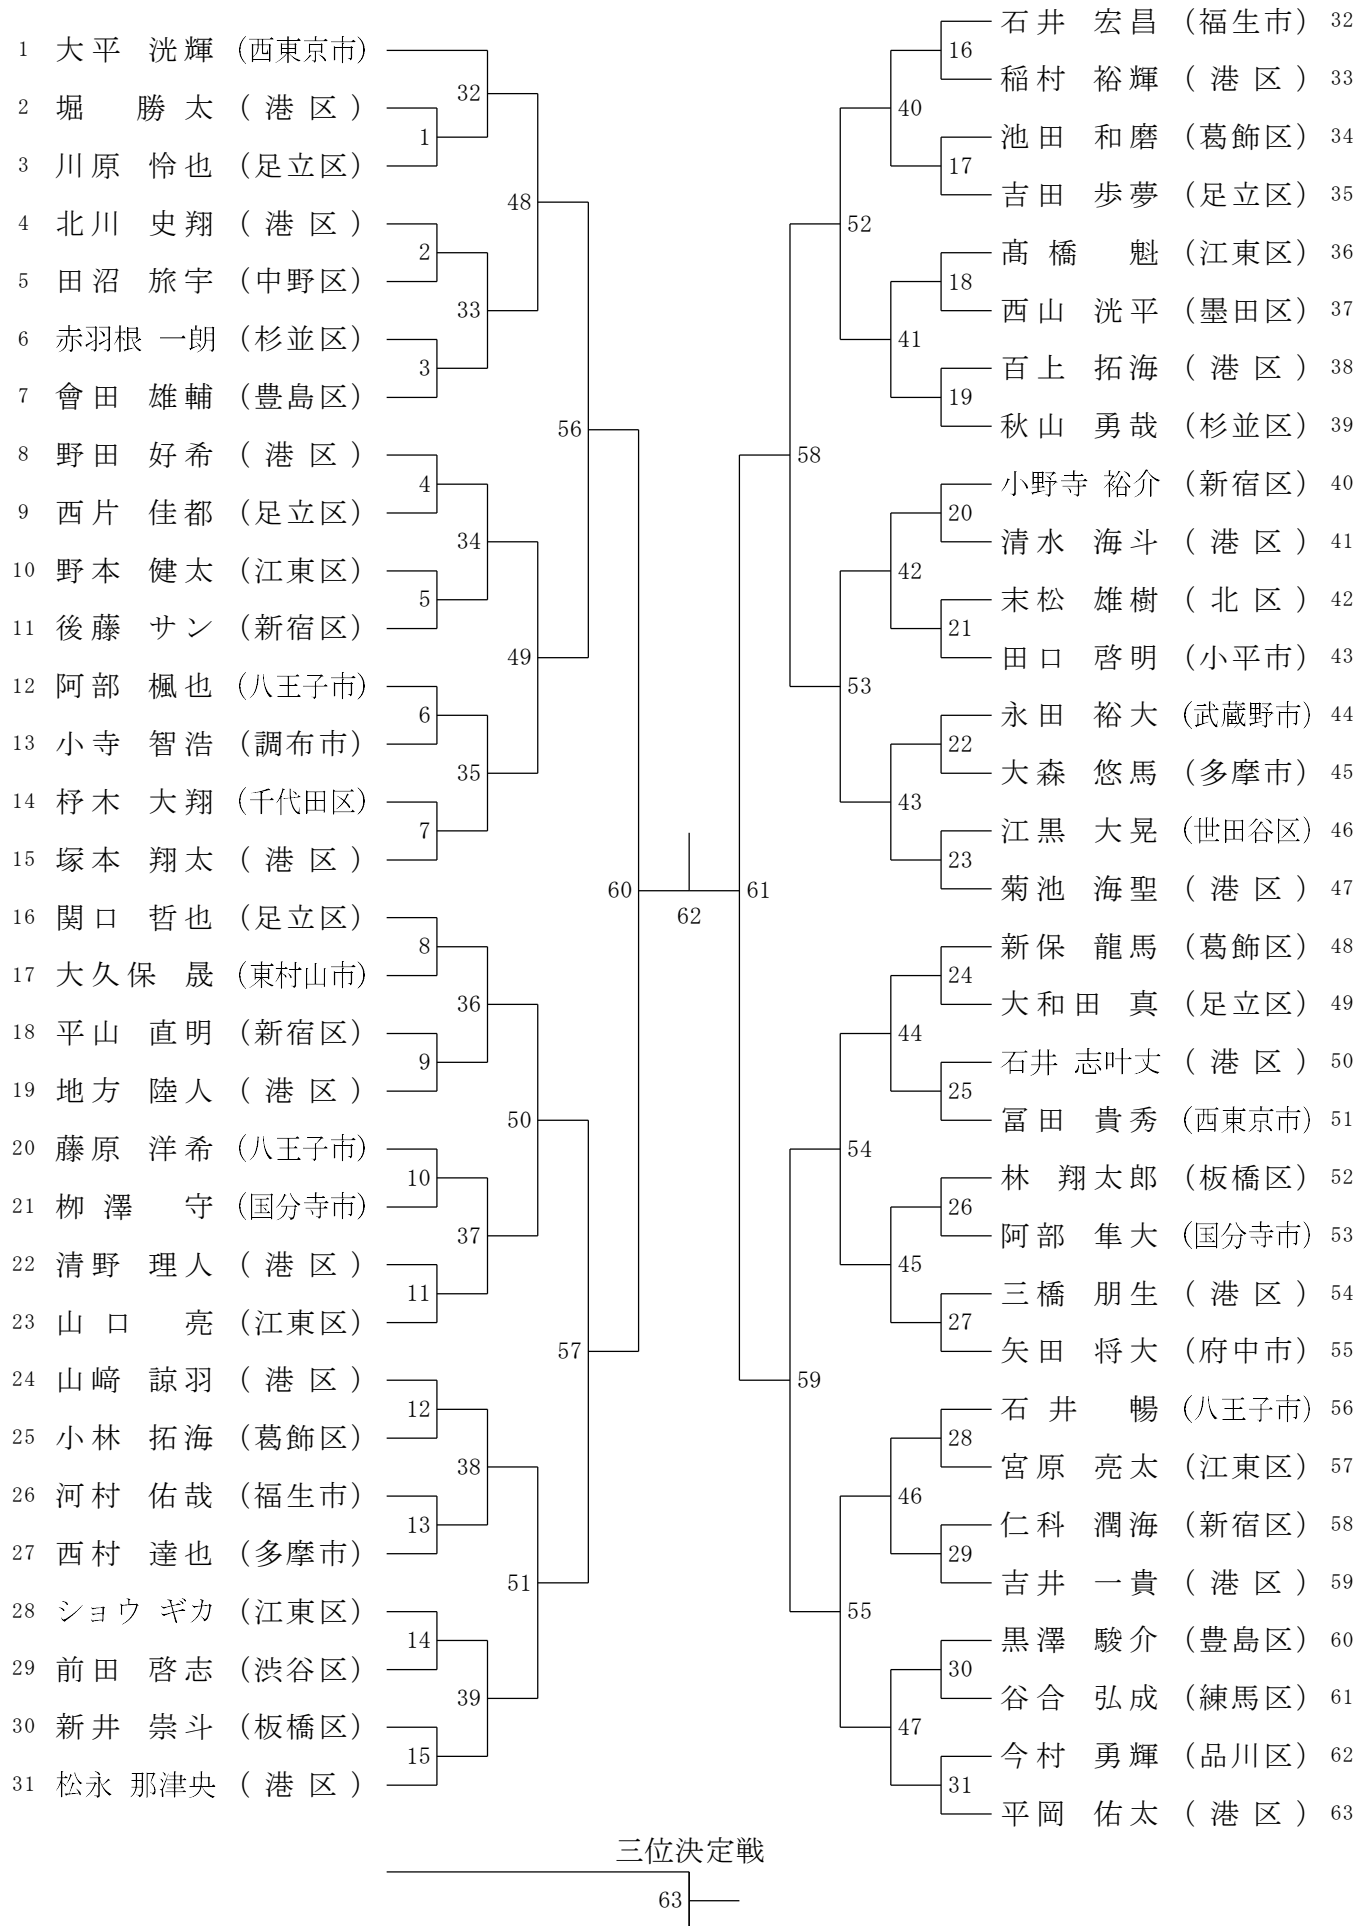 1 大平 洸輝 (西東京市)
2 堀 勝太 (港区)
3 川原 怜也 (足立区)
4 北川 史翔 (港区)
5 田沼 旅宇 (中野区)
6 赤羽根 一朗 (杉並区)
7 會田 雄輔 (豊島区)
8 野田 好希 (港区)
9 西片 佳都 (足立区)
10 野本 健太 (江東区)
11 後藤 サン (新宿区)
12 阿部 楓也 (八王子市)
13 小寺 智浩 (調布市)
14 杼木 大翔 (千代田区)
15 塚本 翔太 (港区)
16 関口 哲也 (足立区)
17 大久保 晟 (東村山市)
18 平山 直明 (新宿区)
19 地方 陸人 (港区)
20 藤原 洋希 (八王子市)
21 栁澤 守 (国分寺市)
22 清野 理人 (港区)
23 山口 亮 (江東区)
24 山﨑 諒羽 (港区)
25 小林 拓海 (葛飾区)
26 河村 佑哉 (福生市)
27 西村 達也 (多摩市)
28 ショウ ギカ (江東区)
29 前田 啓志 (渋谷区)
30 新井 崇斗 (板橋区)
31 松永 那津央 (港区)
1
2
3
4
5
6
7
8
9
10
11
12
13
14
15
32
33
34
35
36
37
38
39
48
49
50
51
56
57
60
62
61
58
59
52
53
54
55
40
41
42
43
44
45
46
47
16
17
18
19
20
21
22
23
24
25
26
27
28
29
30
31
石井 宏昌 (福生市) 32
稲村 裕輝 (港区) 33
池田 和磨 (葛飾区) 34
吉田 歩夢 (足立区) 35
髙橋 魁 (江東区) 36
西山 洸平 (墨田区) 37
百上 拓海 (港区) 38
秋山 勇哉 (杉並区) 39
小野寺 裕介 (新宿区) 40
清水 海斗 (港区) 41
末松 雄樹 (北区) 42
田口 啓明 (小平市) 43
永田 裕大 (武蔵野市) 44
大森 悠馬 (多摩市) 45
江黒 大晃 (世田谷区) 46
菊池 海聖 (港区) 47
新保 龍馬 (葛飾区) 48
大和田 真 (足立区) 49
石井 志叶丈 (港区) 50
冨田 貴秀 (西東京市) 51
林 翔太郎 (板橋区) 52
阿部 隼大 (国分寺市) 53
三橋 朋生 (港区) 54
矢田 将大 (府中市) 55
石井 暢 (八王子市) 56
宮原 亮太 (江東区) 57
仁科 潤海 (新宿区) 58
吉井 一貴 (港区) 59
黒澤 駿介 (豊島区) 60
谷合 弘成 (練馬区) 61
今村 勇輝 (品川区) 62
平岡 佑太 (港区) 63
三位決定戦
63